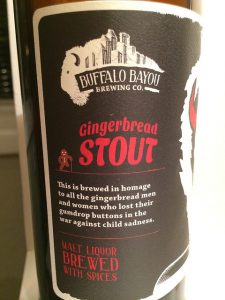 BUFFALO BAYOU
BREWING CO.
Gingerbread
STOUT
This is brewed in homage
to all the gingerbread men
and women who lost their
gumdrop buttons in the
war against child sadness.
MALT LIQUOR
BREWED
WITH SPICES